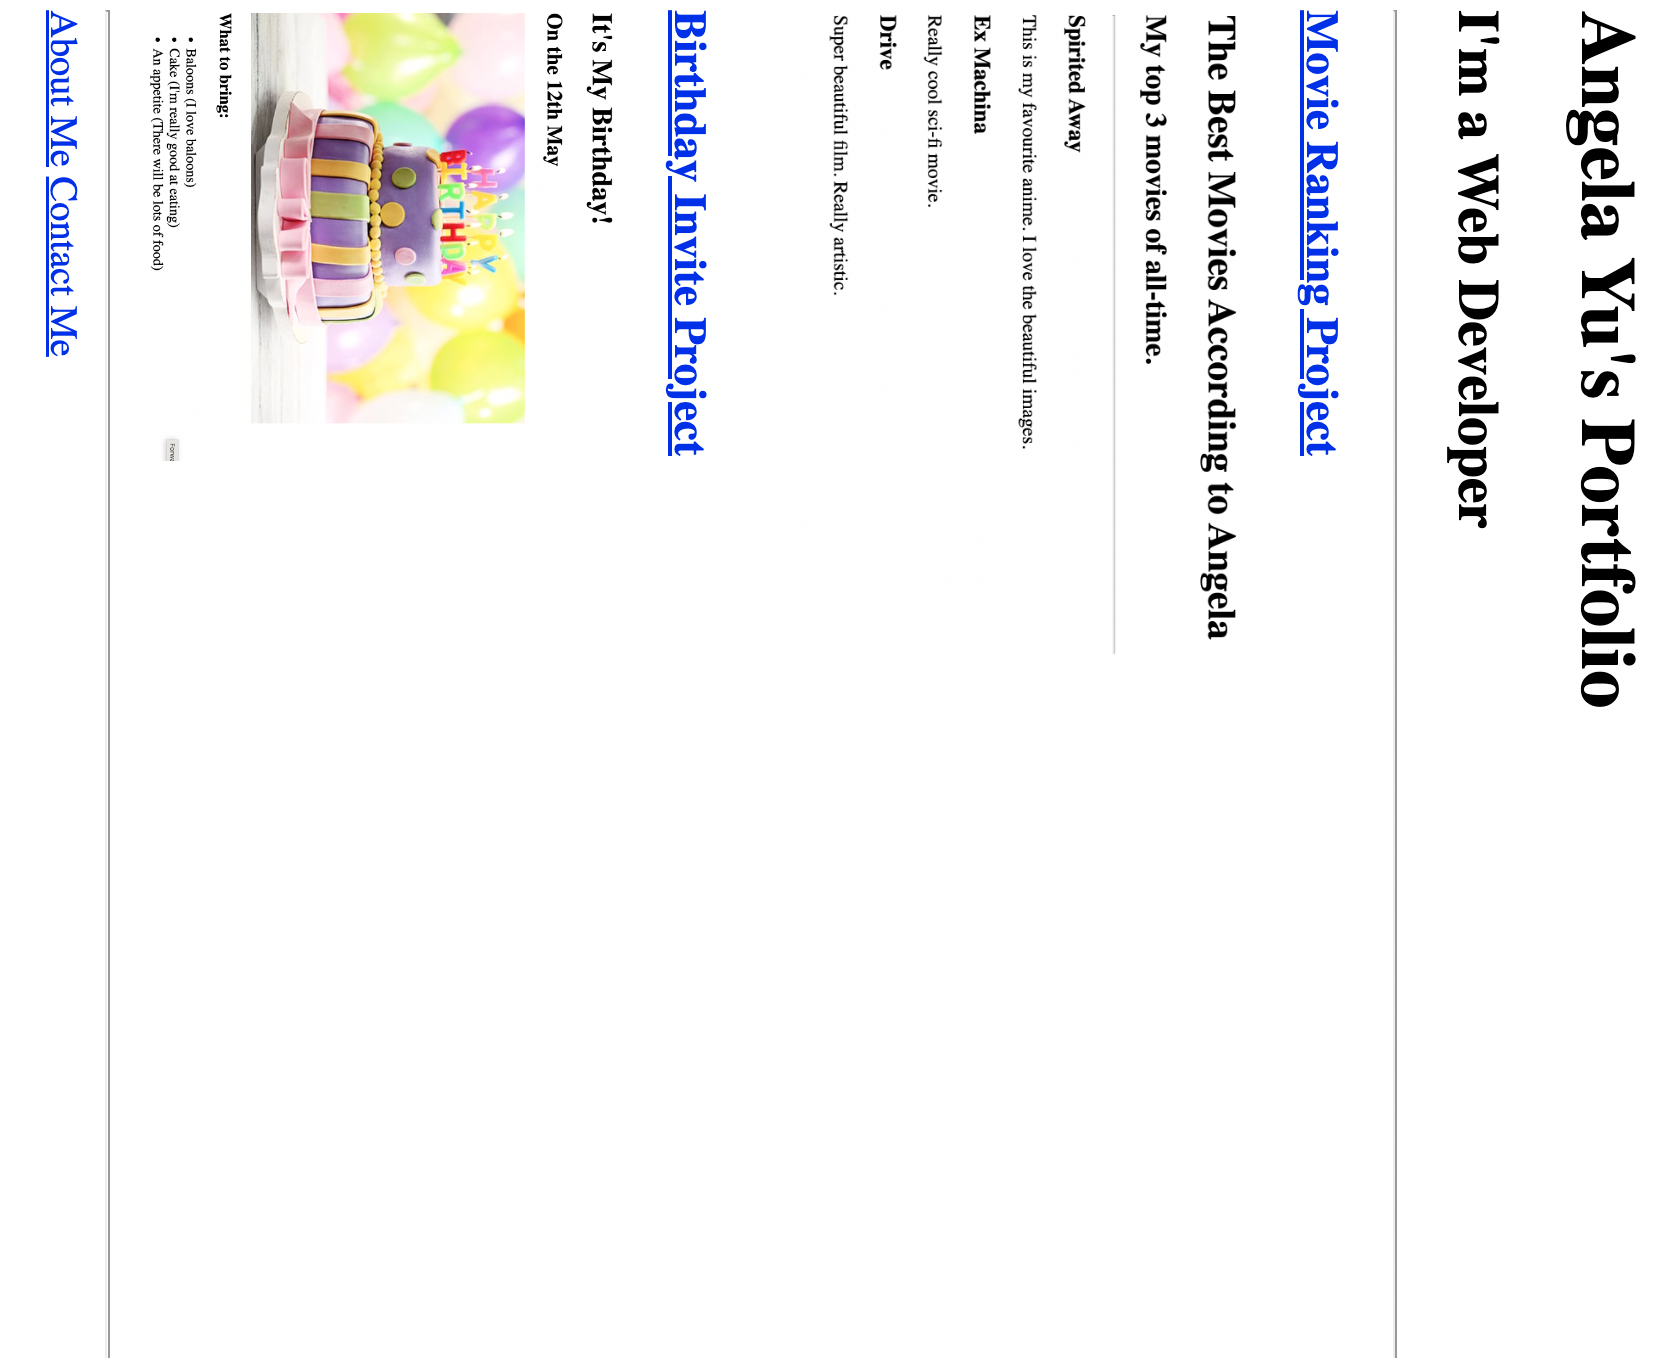 Angela Yu's Portfolio
I'm a Web Developer
Movie Ranking Project
The Best Movies According to Angela
My top 3 movies of all-time.
Spirited Away
This is my favourite anime. I love the beautiful images.
Ex Machina
Really cool sci-fi movie.
Drive
Super beautiful film. Really artistic.
Birthday Invite Project
It's My Birthday!
On the 12th May
HAPPY
BIRTHDAY
What to bring:
• Baloons (I love baloons)
• Cake (I'm really good at eating)
• An appetite (There will be lots of food)
About Me Contact Me